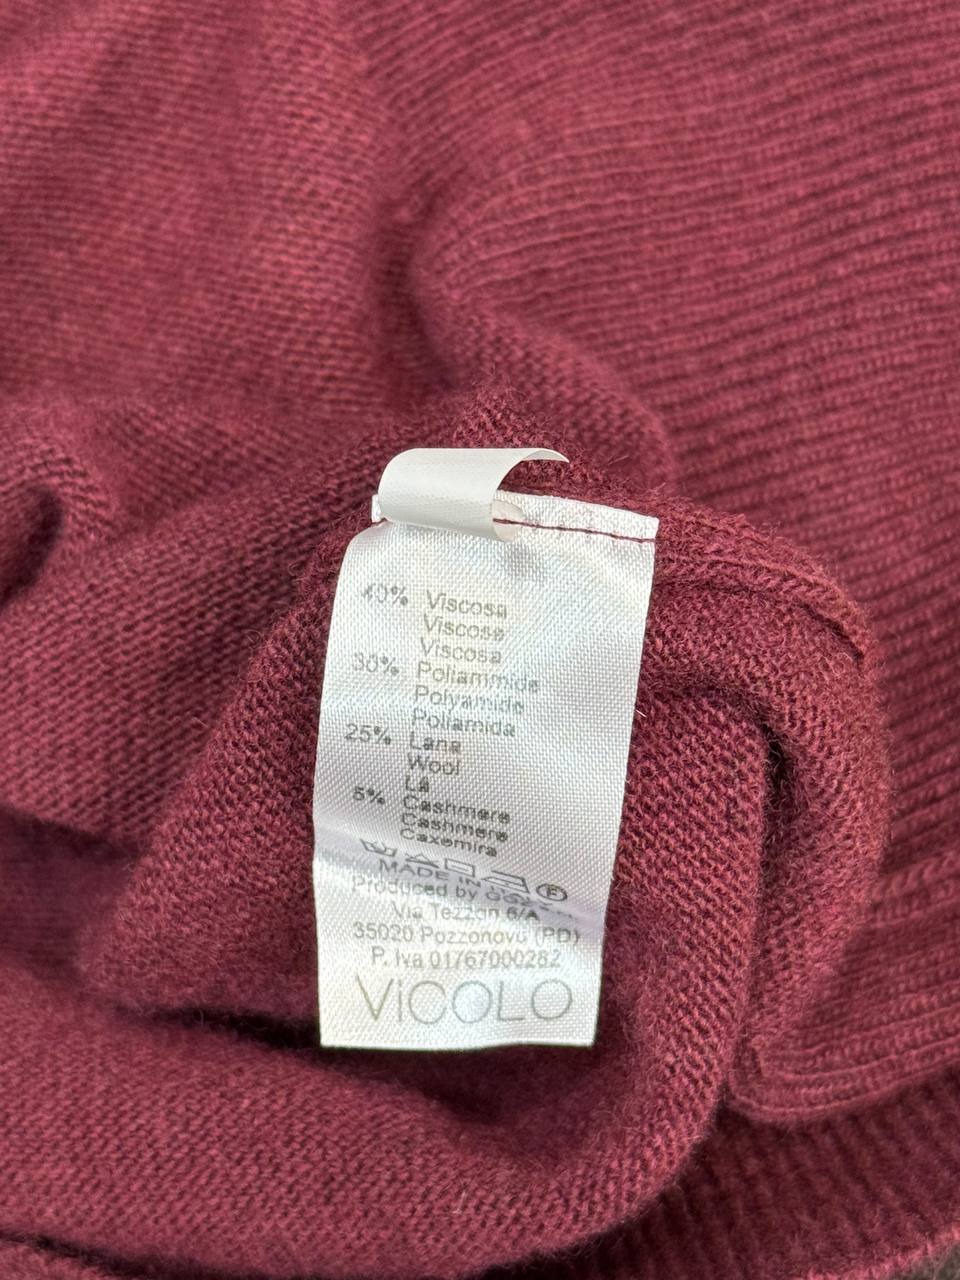 40% Viscosa
Viscose
Viscosa
30% Poliammide
Polyamide
Poliamida
25% Lana
Wool
Lã
5% Cashmere
Cashmere
Caxemira
F
MADE IN
Produced by
Via Tezzon 6/A
35020 Pozzonovo (PD)
P. Iva 01767000282
ViCOLO